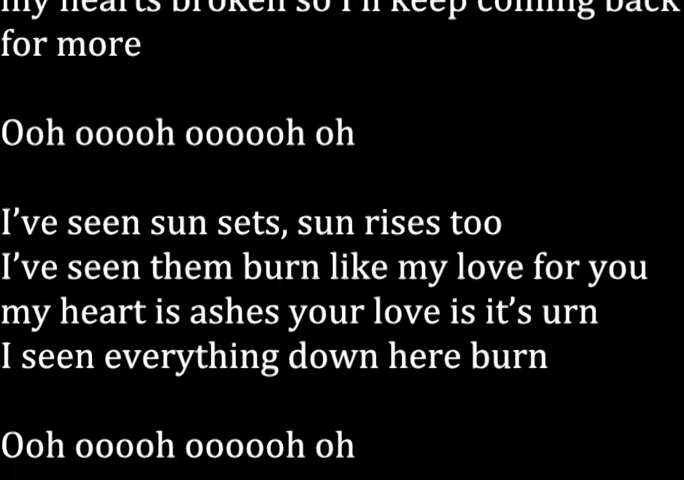 my hearts broken so i'll keep coming back
for more
Ooh ooooh oooooh oh
I've seen sun sets, sun rises too
I've seen them burn like my love for you
my heart is ashes your love is it's urn
I seen everything down here burn
Ooh ooooh oooooh oh